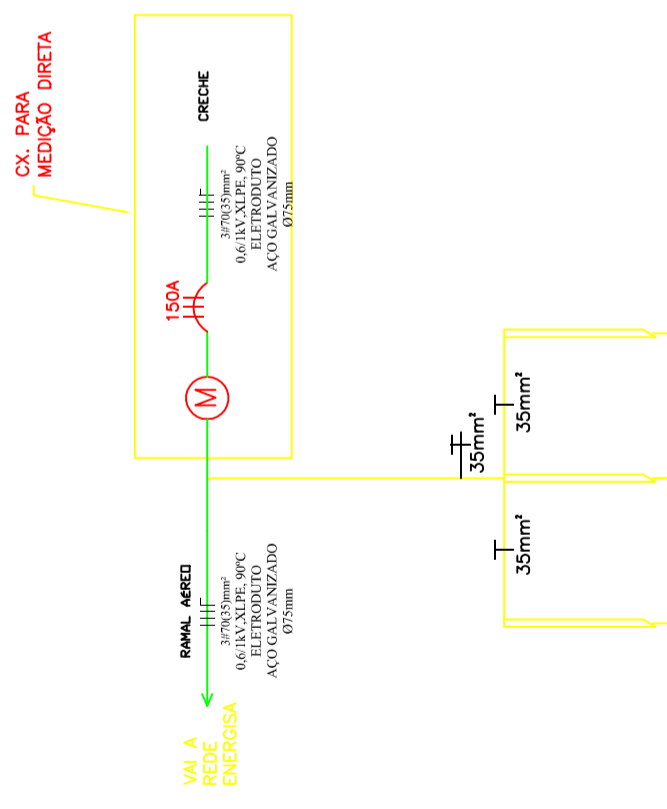 CX. PARA
MEDIÇÃO DIRETA
CRECHE
3#70(35)mm²
0,6/1kV,XLPE, 90ºC
ELETRODUTO
AÇO GALVANIZADO
Ø75mm
150A
M
RAMAL AEREO
3#70(35)mm²
0,6/1kV,XLPE, 90ºC
ELETRODUTO
AÇO GALVANIZADO
Ø75mm
VAI A
REDE
ENERGISA
35mm²
35mm²
35mm²